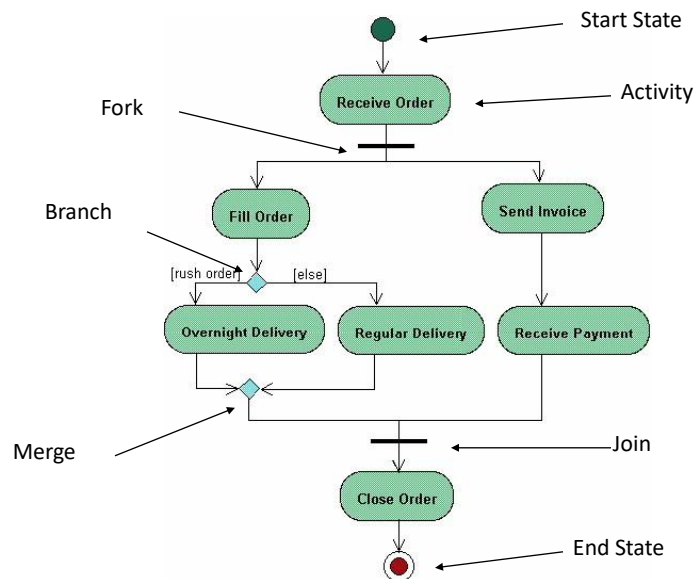 Start State
Receive Order
Activity
Fork
Fill Order
Send Invoice
Branch
[rush order]
[else]
Overnight Delivery
Regular Delivery
Receive Payment
Merge
Join
Close Order
End State